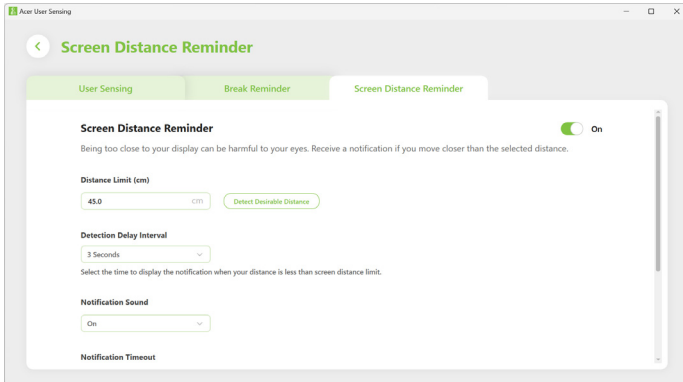 Acer User Sensing
Screen Distance Reminder
User Sensing
Break Reminder
Screen Distance Reminder
Screen Distance Reminder
On
Being too close to your display can be harmful to your eyes. Receive a notification if you move closer than the selected distance.
Distance Limit (cm)
45.0 cm
Detect Desirable Distance
Detection Delay Interval
3 Seconds
Select the time to display the notification when your distance is less than screen distance limit.
Notification Sound
On
Notification Timeout